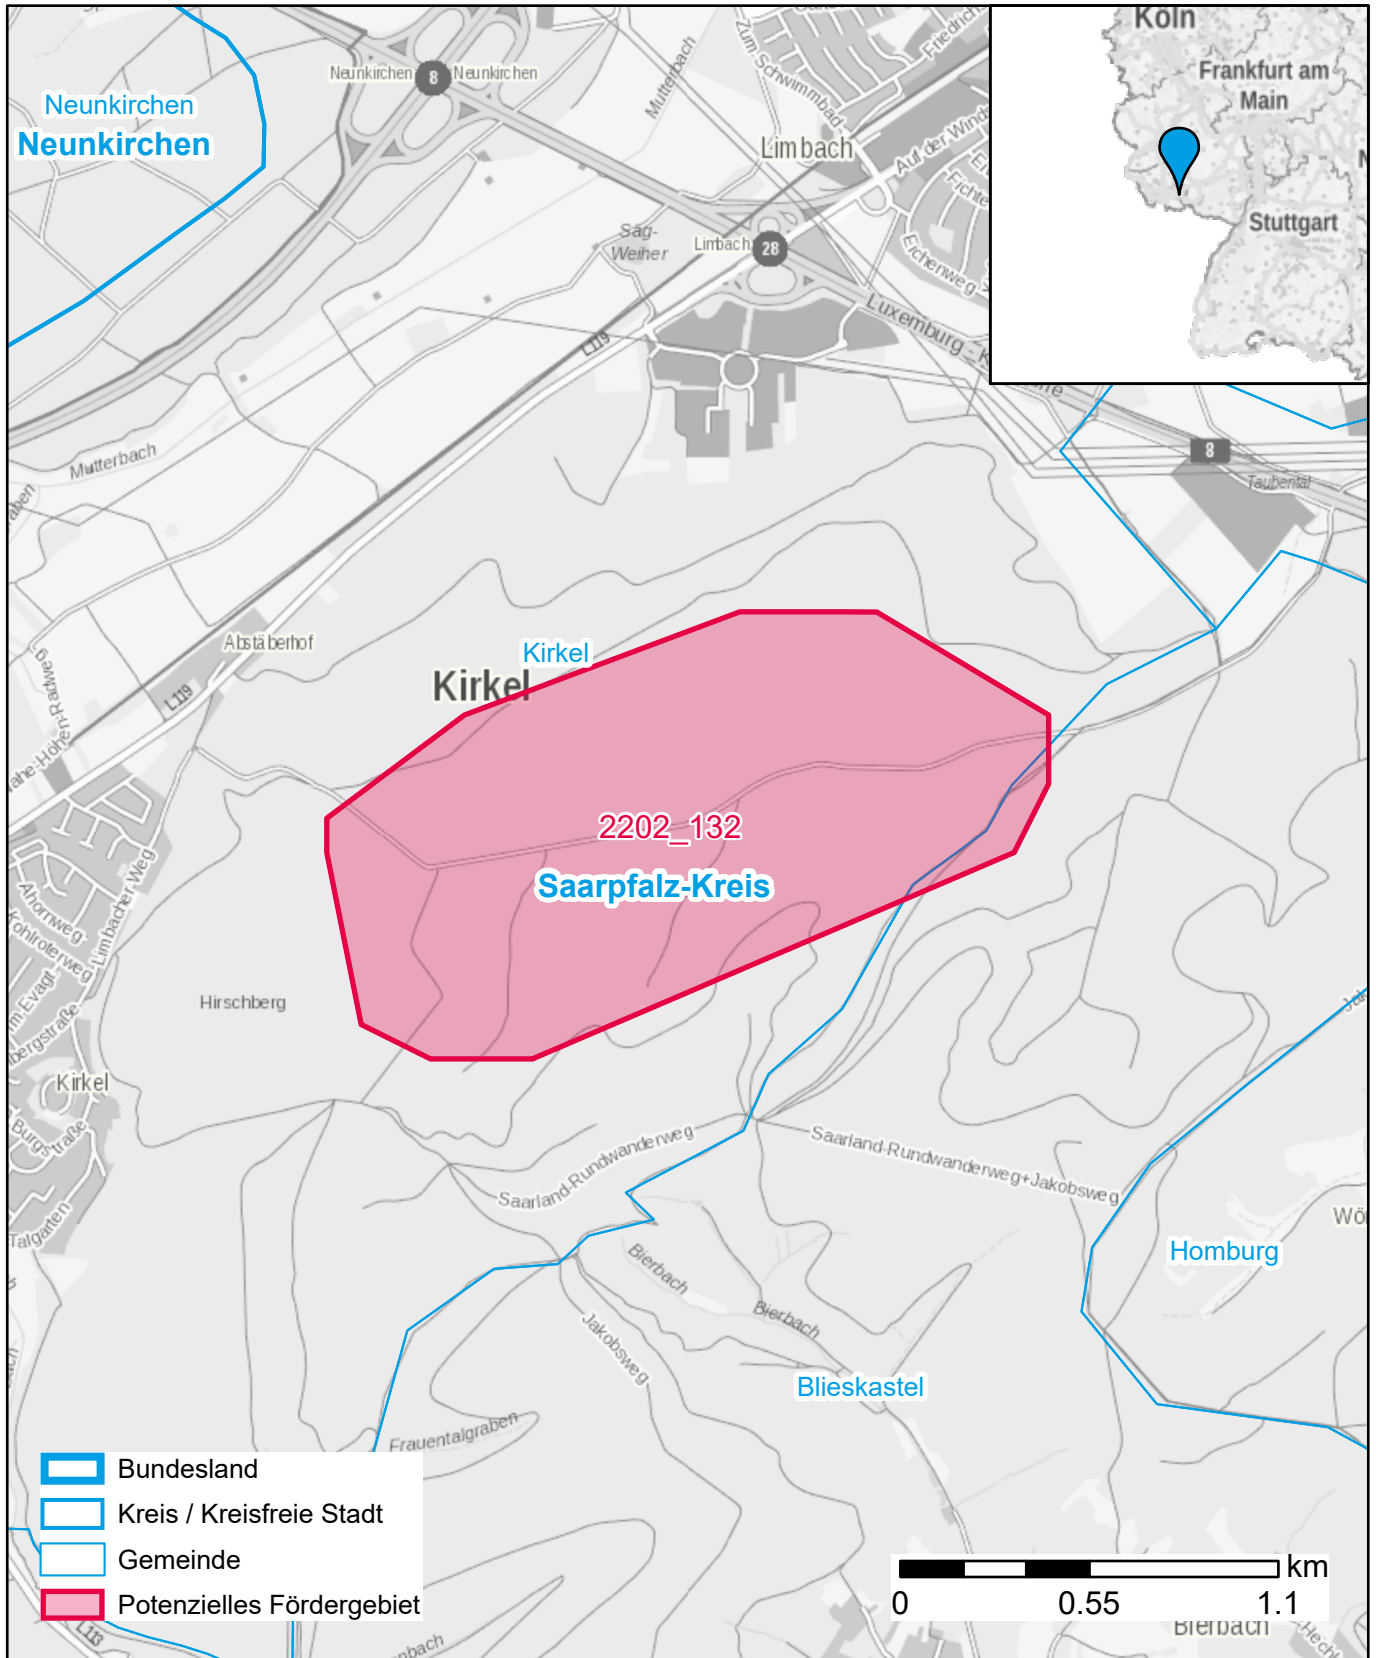 Köln
Frankfurt am
Main
Stuttgart
Neunkirchen
Neunkirchen
Neunkirchen
8
Neunkirchen
Mutterbach
Zum Schwimmbad
Limbach
Auf der
Säg-
Weiher
Limbach
28
Eichenweg
Luxemburg -
L119
8
Taubental
Mutterbach
Abstäberhof
L119
Kirkel
Kirkel
2202_132
Saarpfalz-Kreis
Limbacher-Weg
Ahornweg
Kohlroterweg
Hirschberg
Kirkel
Burgstraße
Talgarten
Saarland-Rundwanderweg
Saarland-Rundwanderweg+Jakobsweg
Homburg
Bierbach
Bierbach
Jakobsweg
Blieskastel
Frauentalgraben
Bundesland
Kreis / Kreisfreie Stadt
Gemeinde
Potenzielles Fördergebiet
L113
km
0 0.55 1.1
Bierbach